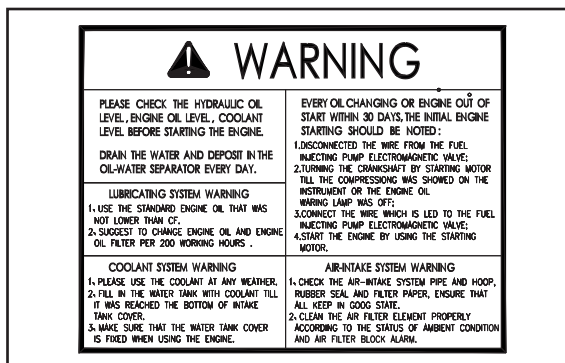 WARNING
PLEASE CHECK THE HYDRAULIC OIL
LEVEL, ENGINE OIL LEVEL, COOLANT
LEVEL BEFORE STARTING THE ENGINE.
DRAIN THE WATER AND DEPOSIT IN THE
OIL-WATER SEPARATOR EVERY DAY.
LUBRICATING SYSTEM WARNING
1、USE THE STANDARD ENGINE OIL THAT WAS
NOT LOWER THAN CF.
2、SUGGEST TO CHANGE ENGINE OIL AND ENGINE
OIL FILTER PER 200 WORKING HOURS .
EVERY OIL CHANGING OR ENGINE OUT OF
START WITHIN 30 DAYS, THE INITIAL ENGINE
STARTING SHOULD BE NOTED :
1.DISCONNECTED THE WIRE FROM THE FUEL
INJECTING PUMP ELECTROMAGNETIC VALVE;
2.TURNING THE CRANKSHAFT BY STARTING MOTOR
TILL THE COMPRESSIONG WAS SHOWED ON THE
INSTRUMENT OR THE ENGINE OIL
WARING LAMP WAS OFF;
3.CONNECT THE WIRE WHICH IS LED TO THE FUEL
INJECTING PUMP ELECTROMAGNETIC VALVE;
4.START THE ENGINE BY USING THE STARTING
MOTOR.
COOLANT SYSTEM WARNING
1、PLEASE USE THE COOLANT AT ANY WEATHER.
2、FILL IN THE WATER TANK WITH COOLANT TILL
IT WAS REACHED THE BOTTOM OF INTAKE
TANK COVER.
3、MAKE SURE THAT THE WATER TANK COVER
IS FIXED WHEN USING THE ENGINE.
AIR-INTAKE SYSTEM WARNING
1、CHECK THE AIR-INTAKE SYSTEM PIPE AND HOOP,
RUBBER SEAL AND FILTER PAPER, ENSURE THAT
ALL KEEP IN GOOG STATE.
2、CLEAN THE AIR FILTER ELEMENT PROPERLY
ACCORDING TO THE STATUS OF AMBIENT CONDITION
AND AIR FILTER BLOCK ALARM.